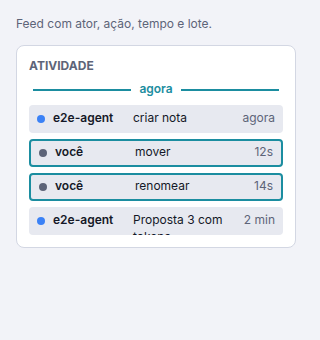 Feed com ator, ação, tempo e lote.
ATIVIDADE
agora
e2e-agent criar nota agora
você mover 12s
você renomear 14s
e2e-agent Proposta 3 com 2 min